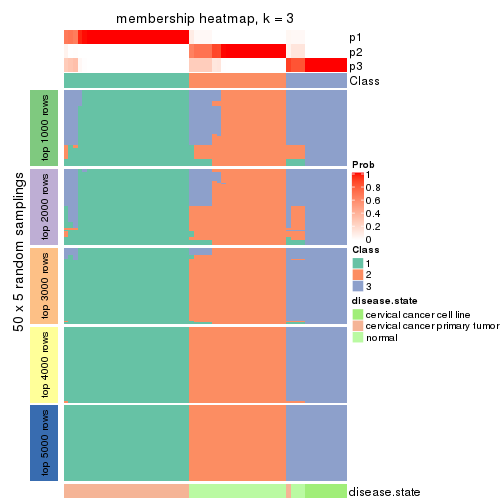 membership heatmap, k = 3
p1
p2
p3
Class
50 x 5 random samplings
top 1000 rows
top 2000 rows
top 3000 rows
top 4000 rows
top 5000 rows
Prob
1
0.8
0.6
0.4
0.2
0
Class
1
2
3
disease.state
cervical cancer cell line
cervical cancer primary tumor
normal
disease.state